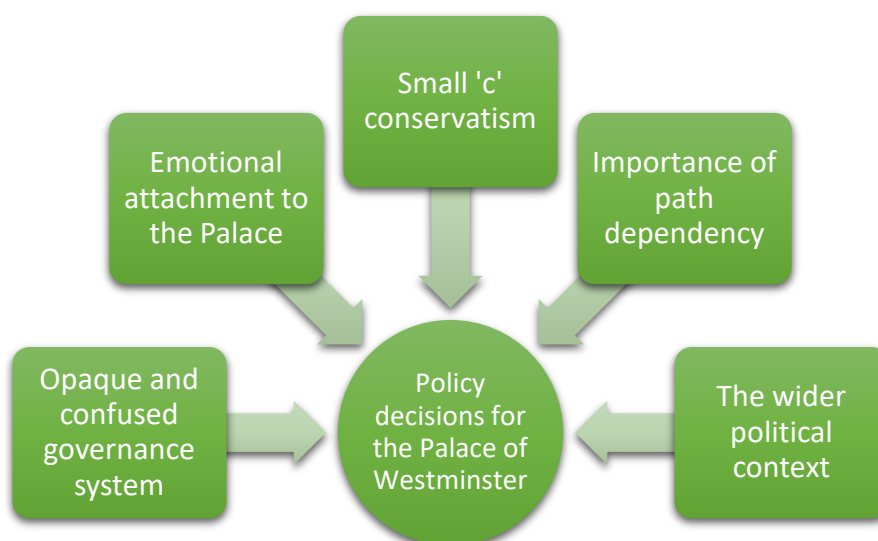 Small 'c'
conservatism
Emotional
attachment to
the Palace
Importance of
path
dependency
Opaque and
confused
governance
system
Policy
decisions for
the Palace of
Westminster
The wider
political
context